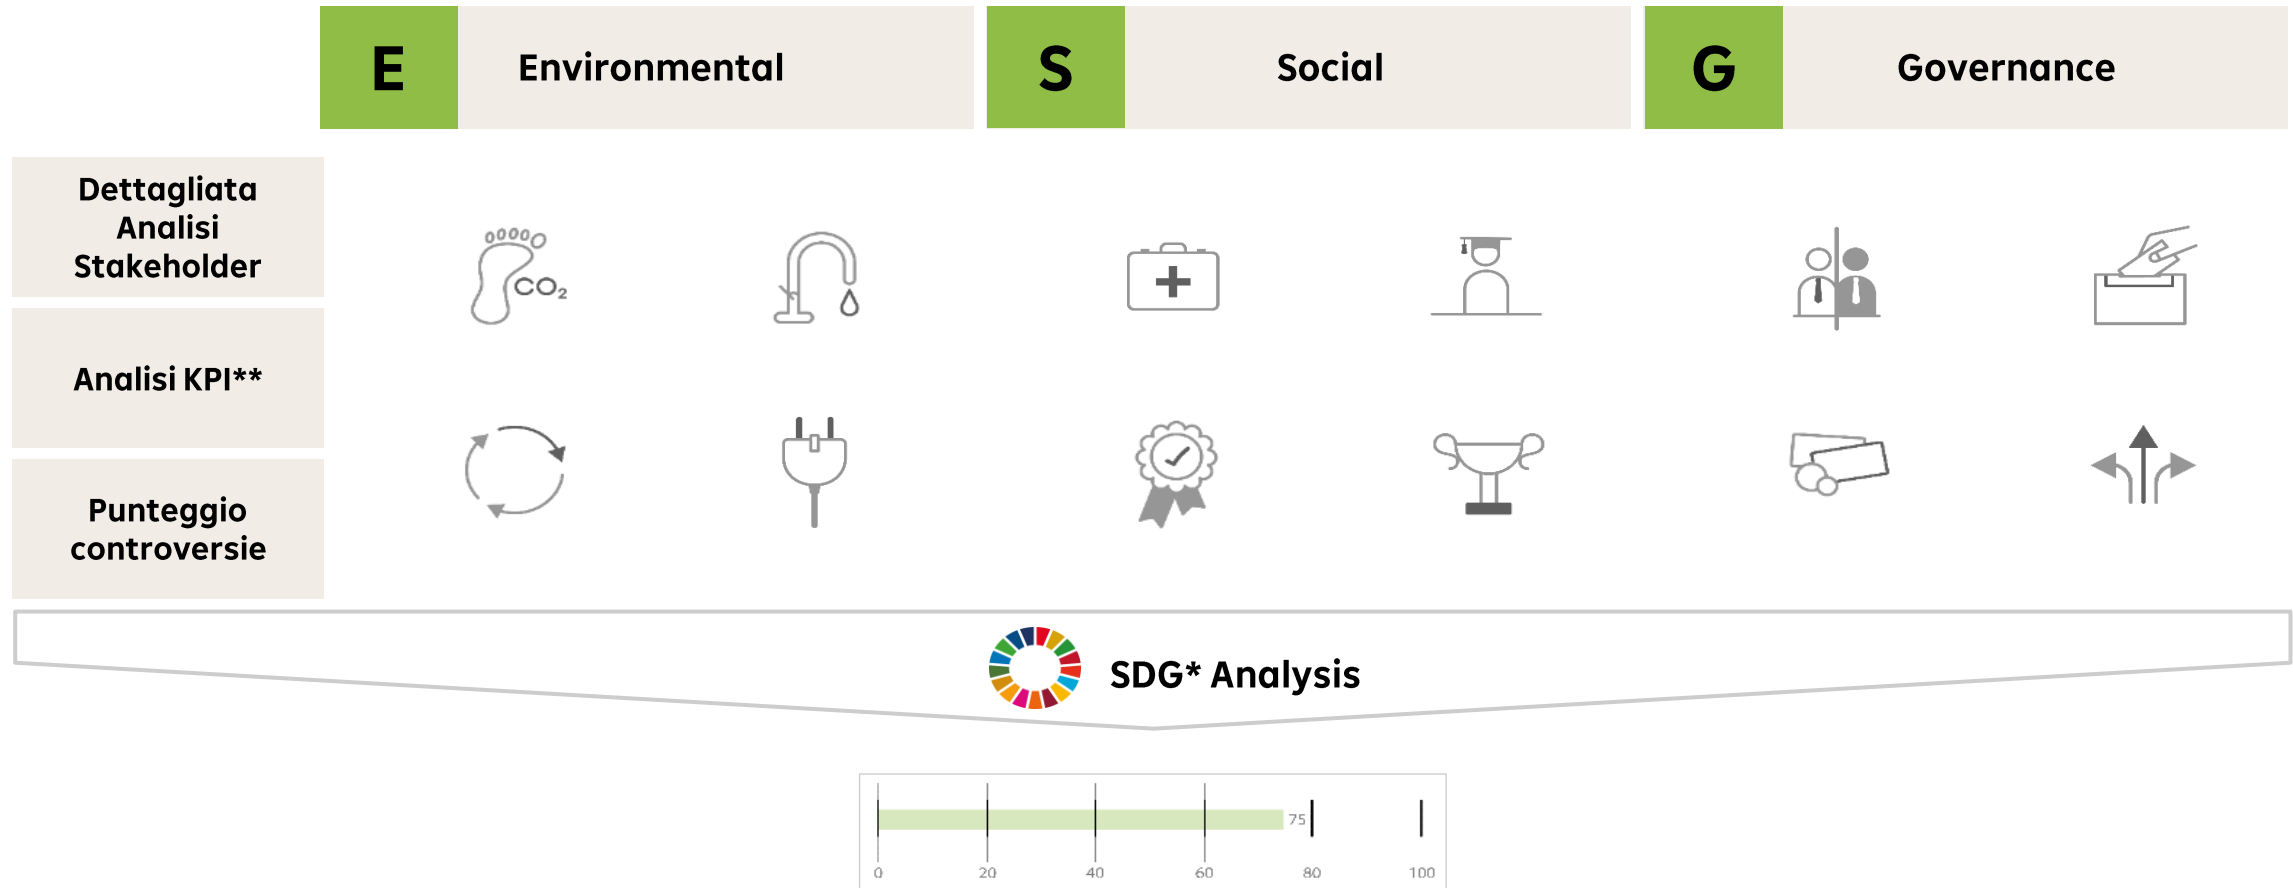 E Environmental S Social G Governance
Dettagliata
Analisi
Stakeholder
CO₂
Analisi KPI**
Punteggio
controversie
SDG* Analysis
75
0 20 40 60 80 100